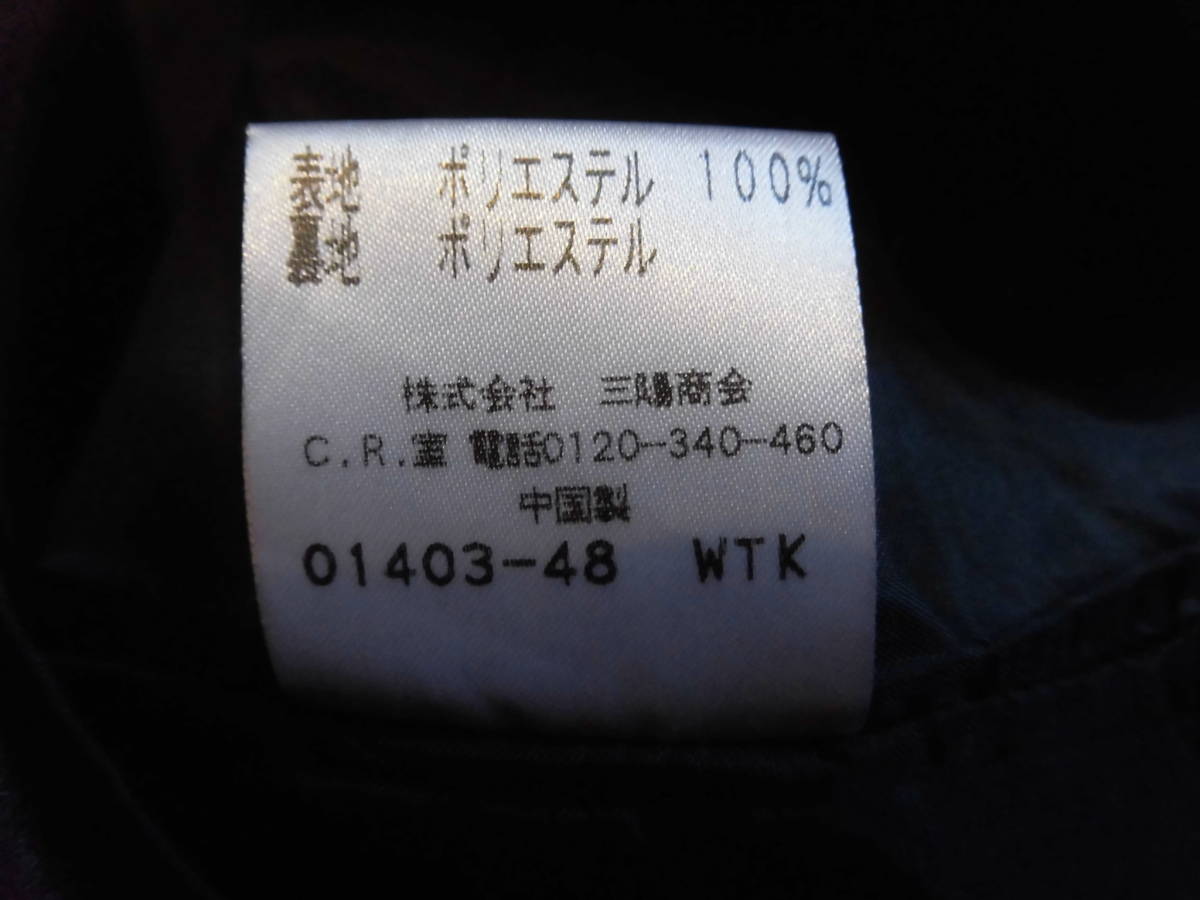 表地 ポリエステル 100%
裏地 ポリエステル
株式会社 三陽商会
C.R.室 電話0120-340-460
中国製
01403-48 WTK